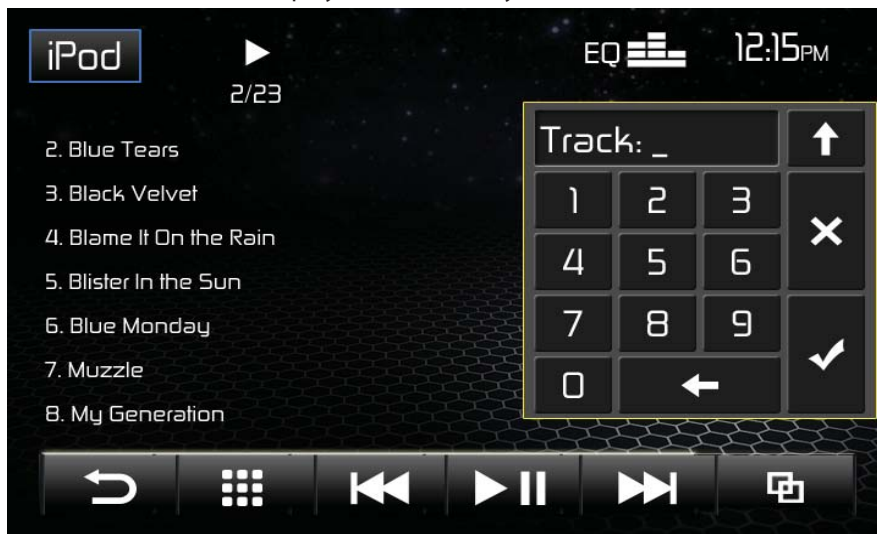 iPod
2/23
EQ
12:15PM
2. Blue Tears
3. Black Velvet
4. Blame It On the Rain
5. Blister In the Sun
6. Blue Monday
7. Muzzle
8. My Generation
Track: _
1 2 3
4 5 6
7 8 9
0